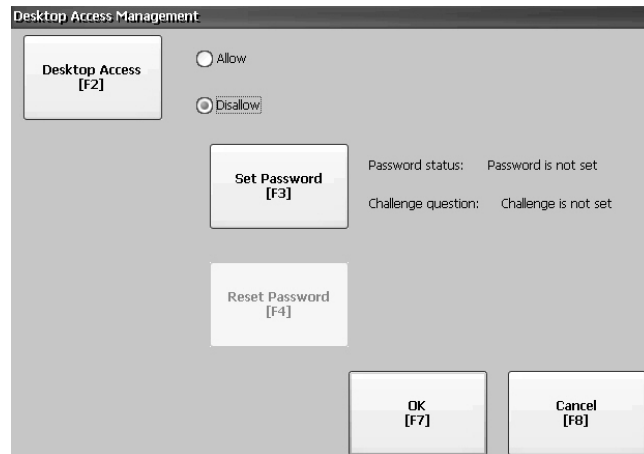 Desktop Access Management
Desktop Access
[F2]
Allow
Disallow
Set Password
[F3]
Password status: Password is not set
Challenge question: Challenge is not set
Reset Password
[F4]
OK
[F7]
Cancel
[F8]